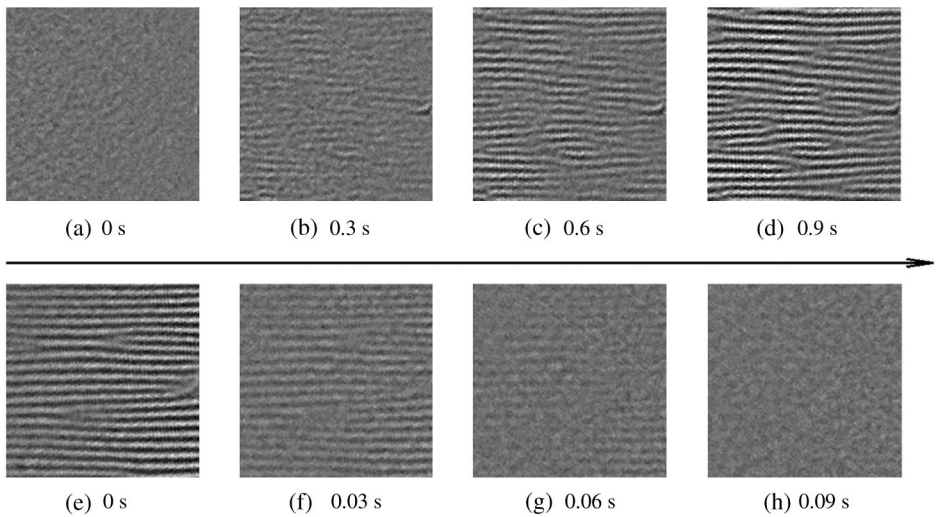 (a) 0 s
(b) 0.3 s
(c) 0.6 s
(d) 0.9 s
(e) 0 s
(f) 0.03 s
(g) 0.06 s
(h) 0.09 s